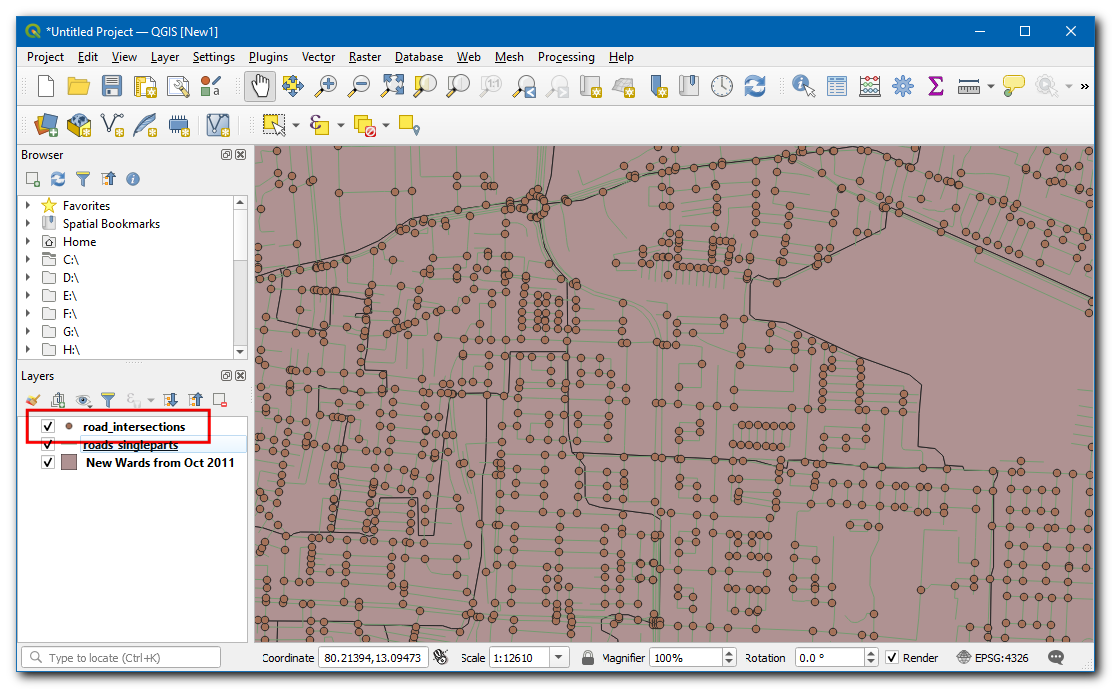 *Untitled Project — QGIS [New1]
Project Edit View Layer Settings Plugins Vector Raster Database Web Mesh Processing Help
Browser
Favorites
Spatial Bookmarks
Home
C:\
D:\
E:\
F:\
G:\
H:\
Layers
road_intersections
roads_singleparts
New Wards from Oct 2011
Type to locate (Ctrl+K) Coordinate 80.21394,13.09473 Scale 1:12610 Magnifier 100% Rotation 0.0 ° Render EPSG:4326